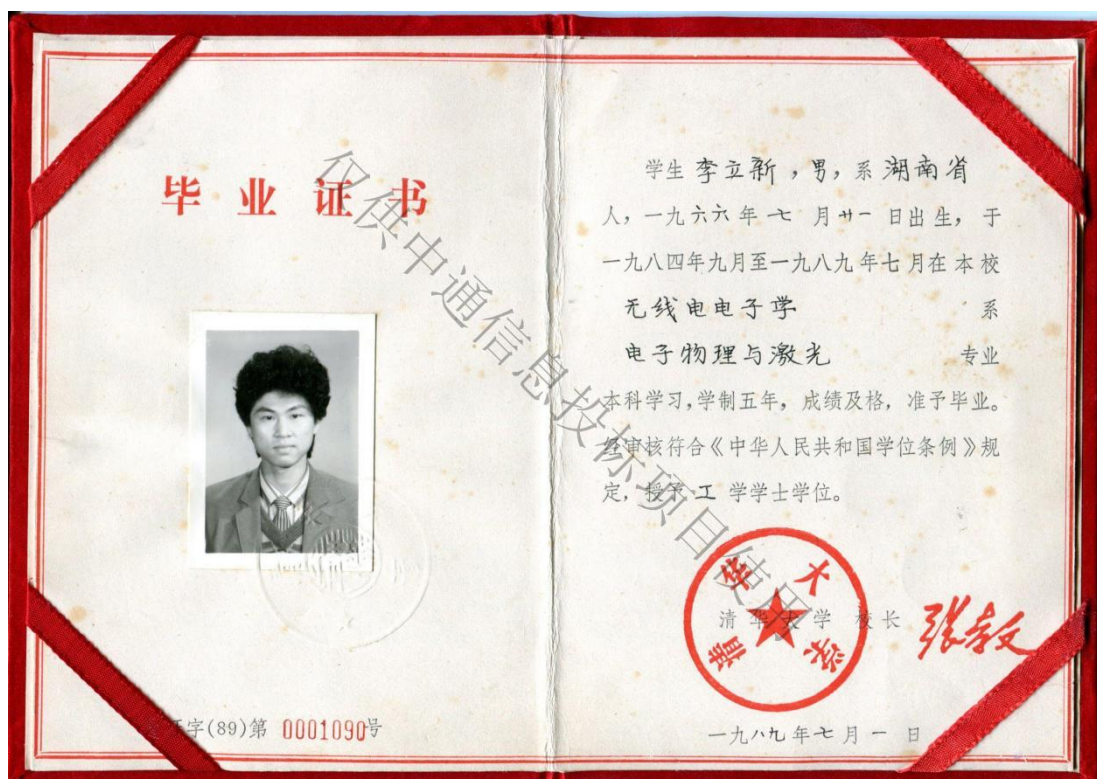 毕业证书
字(89)第 0001090号
学生 李立新，男，系 湖南省
人，一九六六年 七 月 廿一 日出生，于
一九八四年九月至一九八九年七月在本校
无线电电子学 系
电子物理与激光 专业
本科学习，学制五年，成绩及格，准予毕业。
经审核符合《中华人民共和国学位条例》规
定，授予 工 学学士学位。
清华大学
清华大学 校长
一九八九年七月一日
仅供中通信息投标项目使用